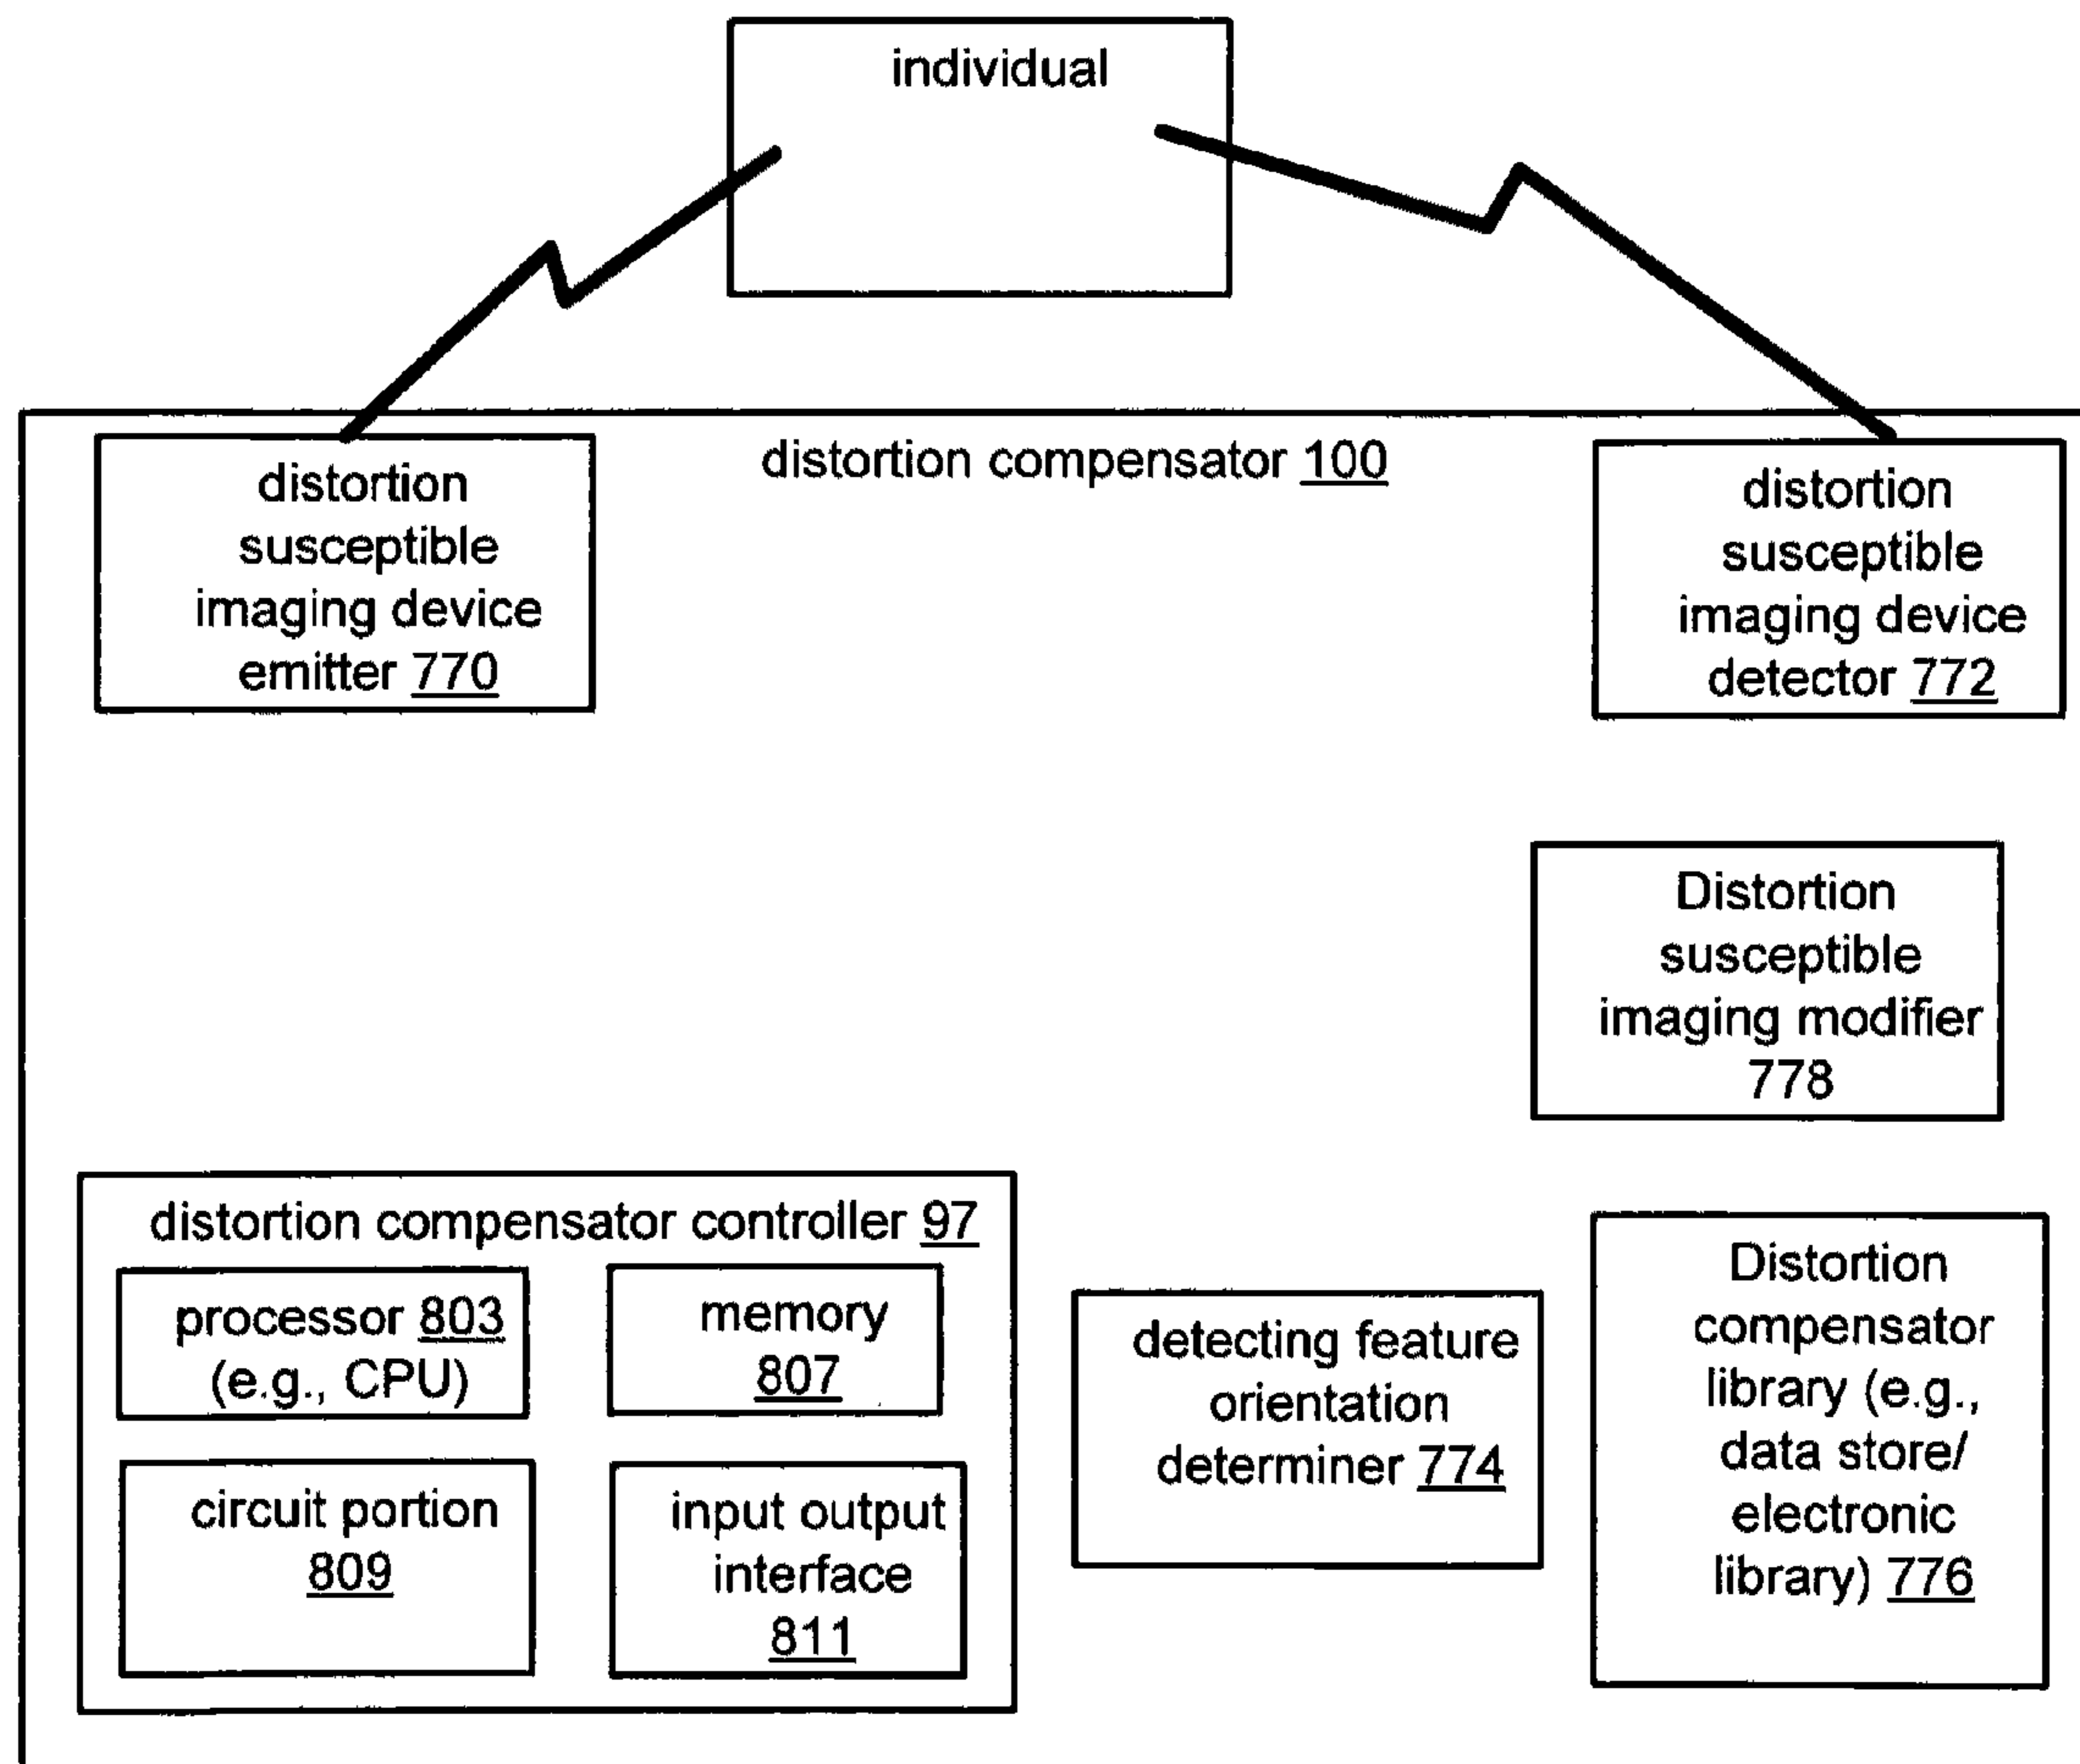 individual
distortion compensator 100
distortion
susceptible
imaging device
emitter 770
distortion
susceptible
imaging device
detector 772
Distortion
susceptible
imaging modifier
778
distortion compensator controller 97
processor 803
(e.g., CPU)
memory
807
circuit portion
809
input output
interface
811
detecting feature
orientation
determiner 774
Distortion
compensator
library (e.g.,
data store/
electronic
library) 776